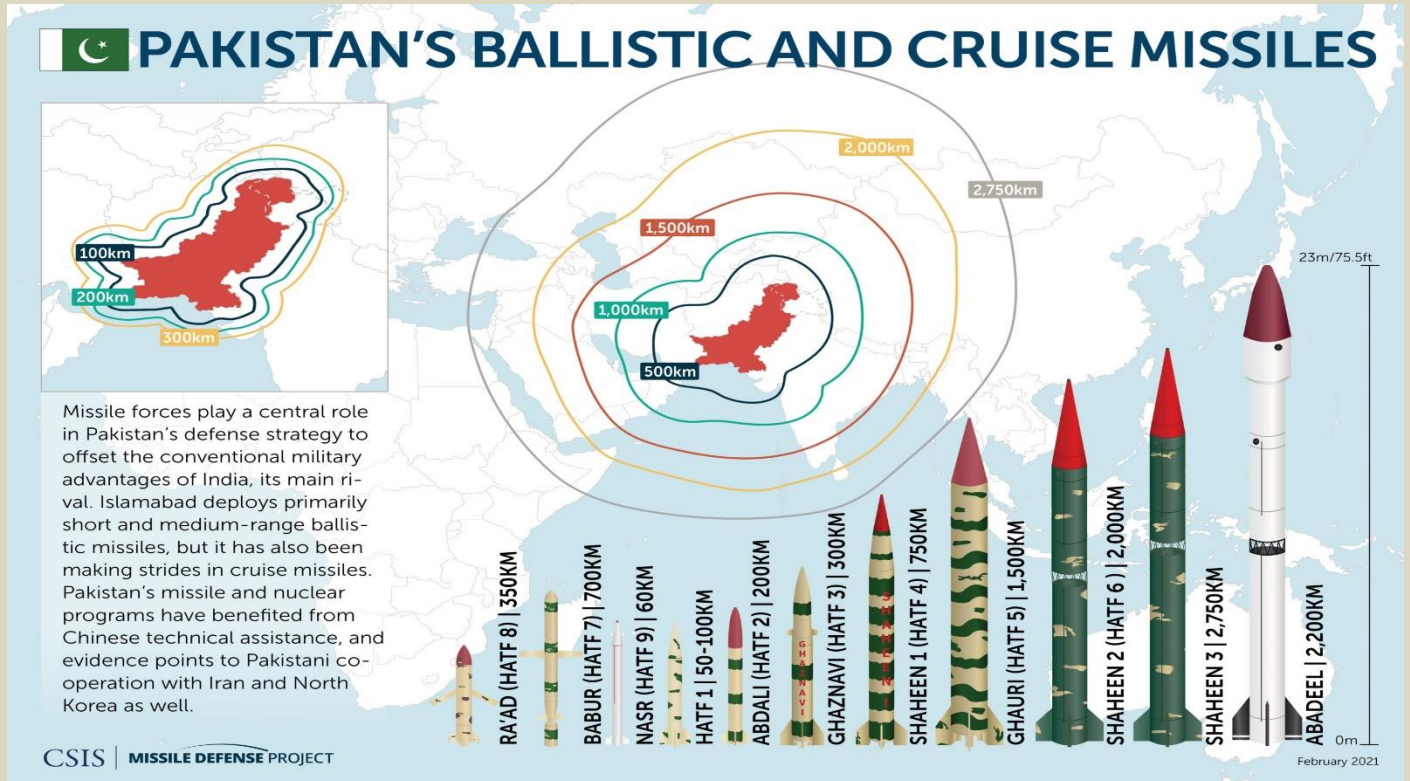 PAKISTAN'S BALLISTIC AND CRUISE MISSILES
100km
200km
300km
2,000km
2,750km
1,500km
1,000km
500km
Missile forces play a central role
in Pakistan's defense strategy to
offset the conventional military
advantages of India, its main ri-
val. Islamabad deploys primarily
short and medium-range ballis-
tic missiles, but it has also been
making strides in cruise missiles.
Pakistan's missile and nuclear
programs have benefited from
Chinese technical assistance, and
evidence points to Pakistani co-
operation with Iran and North
Korea as well.
RA'AD (HATF 8) | 350KM
BABUR (HATF 7) | 700KM
NASR (HATF 9) | 60KM
HATF 1 | 50-100KM
ABDALI (HATF 2) | 200KM
GHAZNAVI
GHAZNAVI (HATF 3) | 300KM
SHAHEEN I
SHAHEEN 1 (HATF 4) | 750KM
GHAURI (HATF 5) | 1,500KM
SHAHEEN 2 (HATF 6 ) | 2,000KM
SHAHEEN 3 | 2,750KM
ABADEEL | 2,200KM
23m/75.5ft
0m
February 2021
CSIS | MISSILE DEFENSE PROJECT